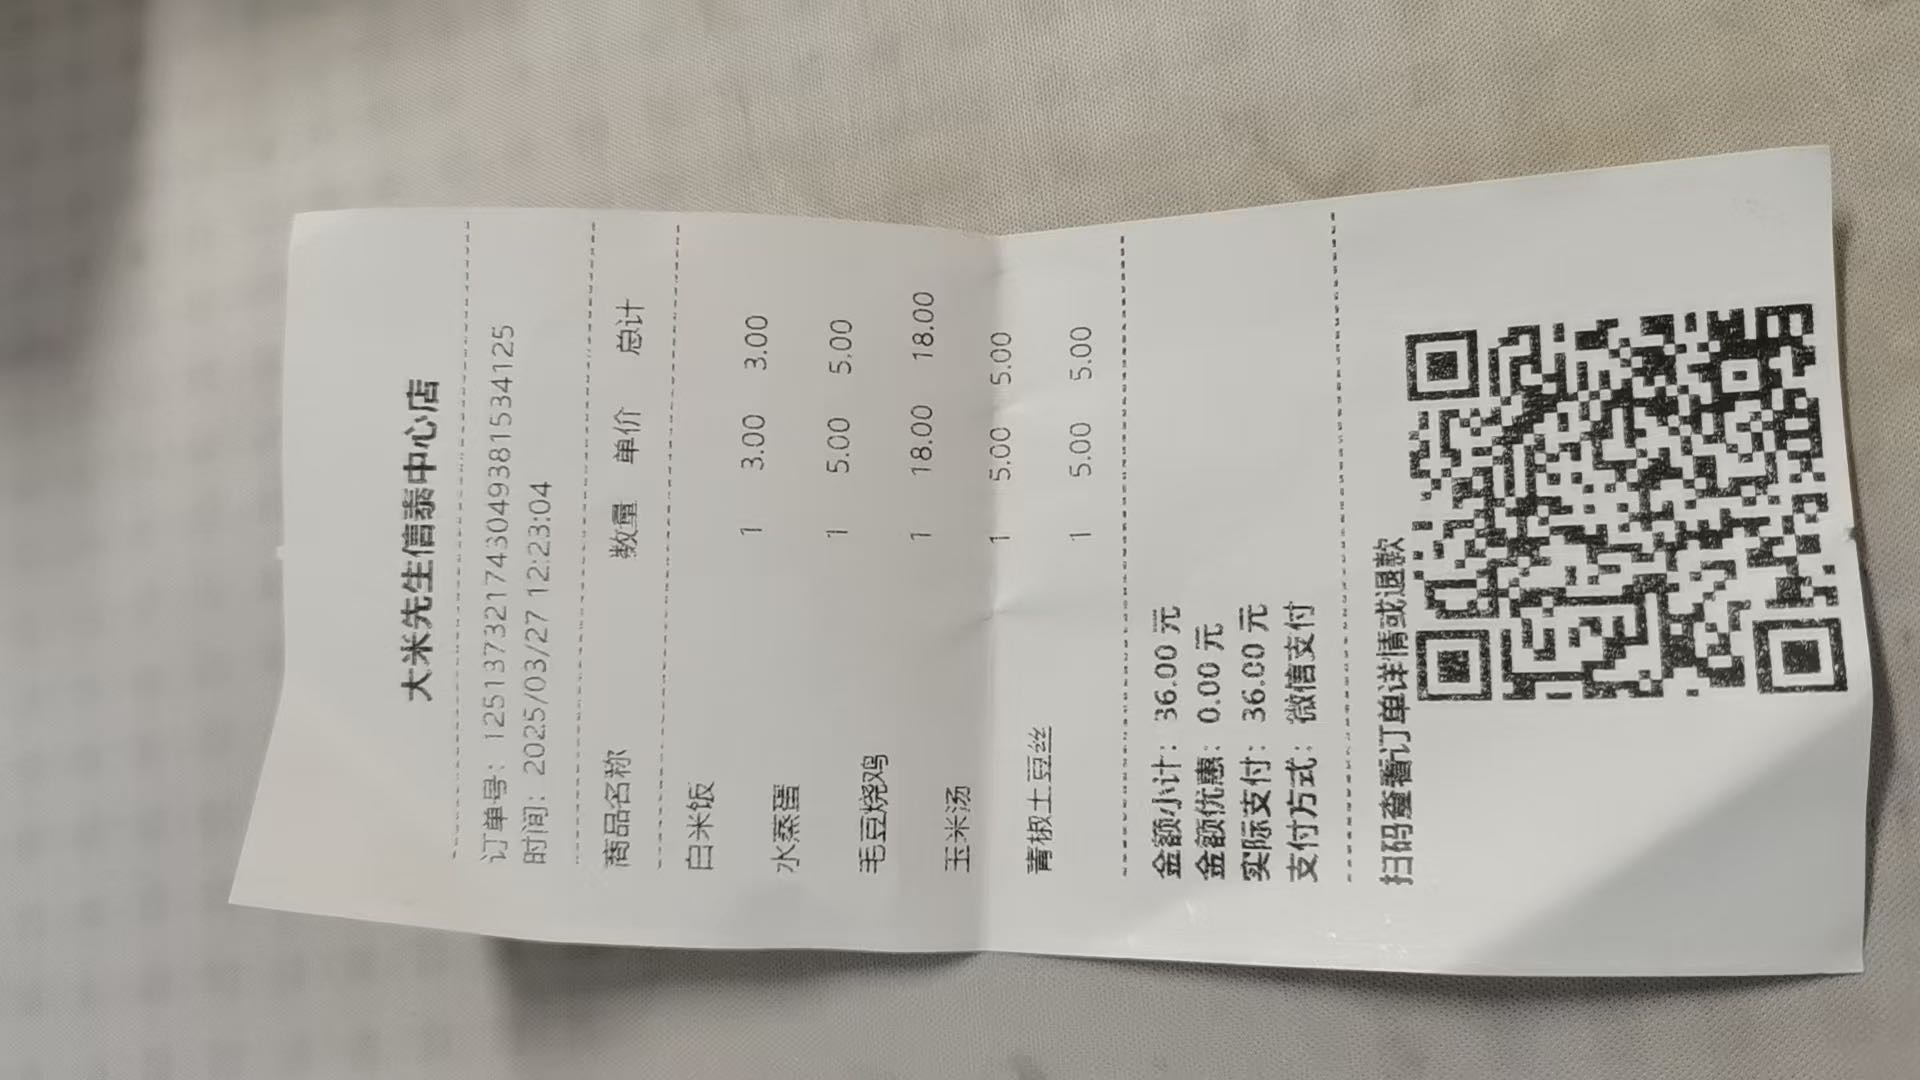 大米先生信泰中心店
订单号：125137321743049381534125
时间：2025/03/27 12:23:04
商品名称 数量 单价 总计
白米饭
1 3.00 3.00
水蒸蛋
1 5.00 5.00
毛豆烧鸡
1 18.00 18.00
玉米汤
1 5.00 5.00
青椒土豆丝
1 5.00 5.00
金额小计：36.00 元
金额优惠：0.00 元
实际支付：36.00 元
支付方式：微信支付
扫码查看订单详情或退款